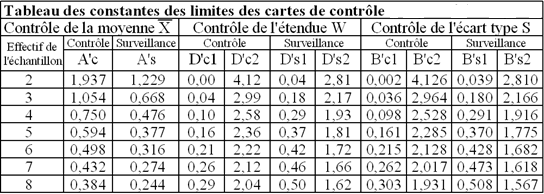 Tableau des constantes des limites des cartes de contrôle
Contrôle de la moyenne X̅ Contrôle de l'étendue W Contrôle de l'écart type S
Effectif de l'échantillon Contrôle Surveillance Contrôle Surveillance Contrôle Surveillance
A'c A's D'c1 D'c2 D's1 D's2 B'c1 B'c2 B's1 B's2
2 1,937 1,229 0,00 4,12 0,04 2,81 0,002 4,126 0,039 2,810
3 1,054 0,668 0,04 2,99 0,18 2,17 0,036 2,964 0,180 2,166
4 0,750 0,476 0,10 2,58 0,29 1,93 0,098 2,528 0,291 1,916
5 0,594 0,377 0,16 2,36 0,37 1,81 0,161 2,285 0,370 1,775
6 0,498 0,316 0,21 2,22 0,42 1,72 0,215 2,128 0,428 1,682
7 0,432 0,274 0,26 2,12 0,46 1,66 0,262 2,017 0,473 1,618
8 0,384 0,244 0,29 2,04 0,50 1,62 0,303 1,931 0,508 1,567